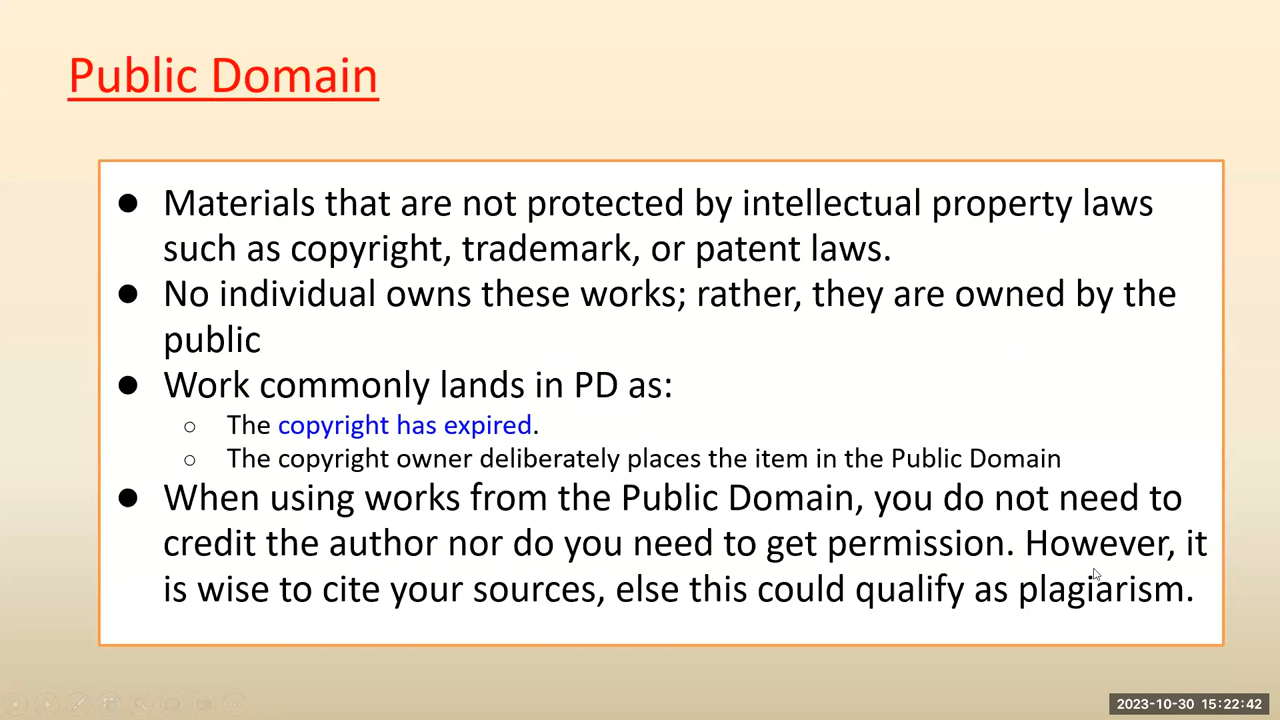 Public Domain
● Materials that are not protected by intellectual property laws
such as copyright, trademark, or patent laws.
● No individual owns these works; rather, they are owned by the
public
● Work commonly lands in PD as:
○ The copyright has expired.
○ The copyright owner deliberately places the item in the Public Domain
● When using works from the Public Domain, you do not need to
credit the author nor do you need to get permission. However, it
is wise to cite your sources, else this could qualify as plagiarism.
2023-10-30 15:22:42